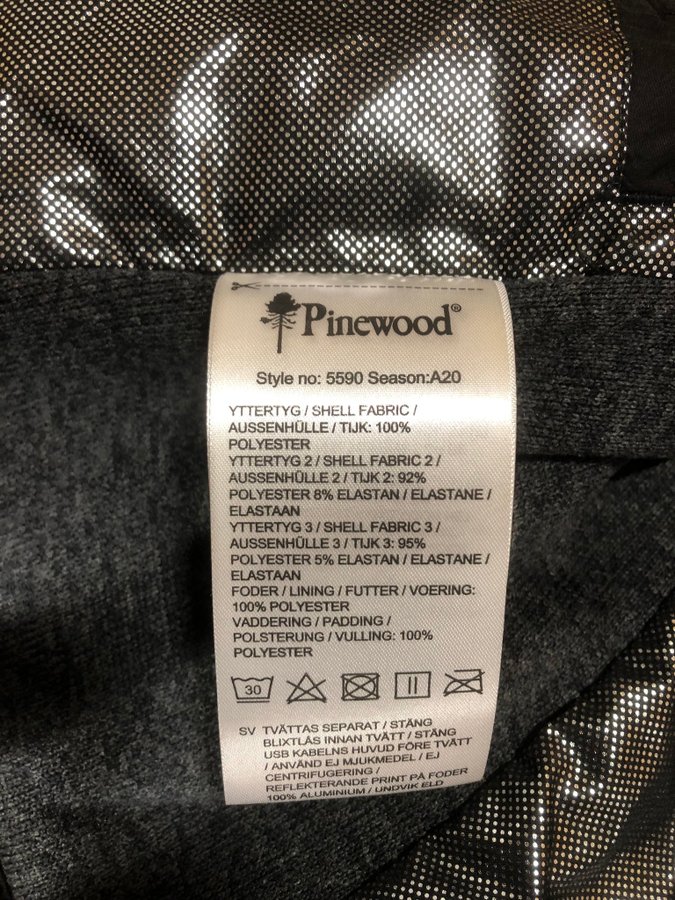 Pinewood®
Style no: 5590 Season:A20
YTTERTYG / SHELL FABRIC /
AUSSENHÜLLE / TIJK: 100%
POLYESTER
YTTERTYG 2 / SHELL FABRIC 2 /
AUSSENHÜLLE 2 / TIJK 2: 92%
POLYESTER 8% ELASTAN / ELASTANE /
ELASTAAN
YTTERTYG 3 / SHELL FABRIC 3 /
AUSSENHÜLLE 3 / TIJK 3: 95%
POLYESTER 5% ELASTAN / ELASTANE /
ELASTAAN
FODER / LINING / FUTTER / VOERING:
100% POLYESTER
VADDERING / PADDING /
POLSTERUNG / VULLING: 100%
POLYESTER
30
SV TVÄTTAS SEPARAT / STÄNG
BLIXTLÅS INNAN TVÄTT / STÄNG
USB KABELNS HUVUD FÖRE TVÄTT
/ ANVÄND EJ MJUKMEDEL / EJ
CENTRIFUGERING /
REFLEKTERANDE PRINT PÅ FODER
100% ALUMINIUM / UNDVIK ELD